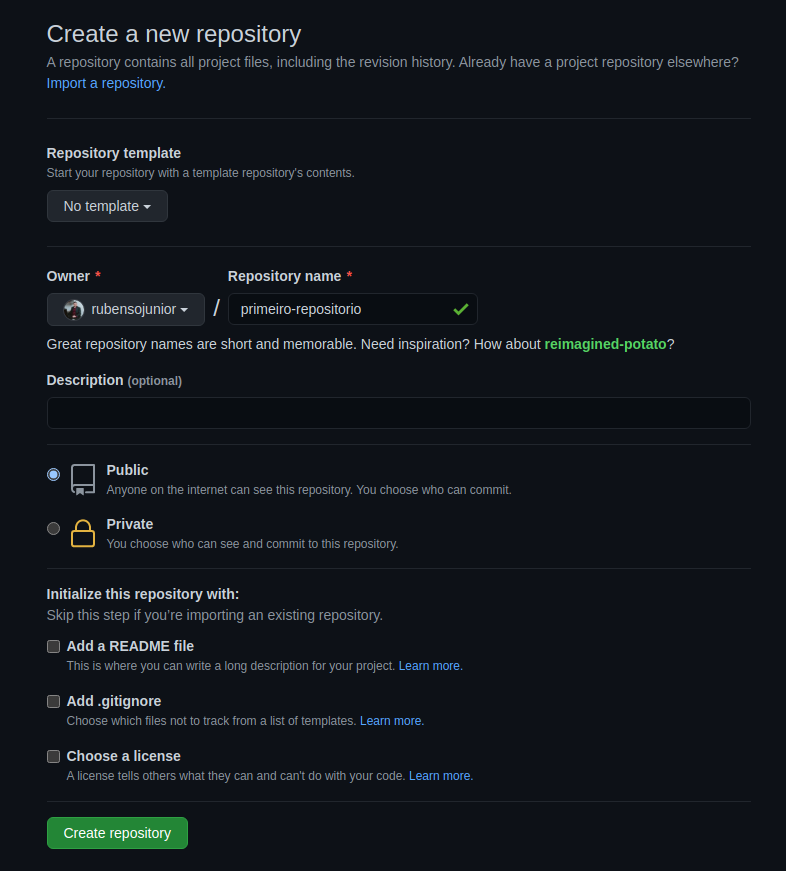 Create a new repository
A repository contains all project files, including the revision history. Already have a project repository elsewhere?
Import a repository.
Repository template
Start your repository with a template repository's contents.
No template
Owner * Repository name *
rubensojunior / primeiro-repositorio
Great repository names are short and memorable. Need inspiration? How about reimagined-potato?
Description (optional)
Public
Anyone on the internet can see this repository. You choose who can commit.
Private
You choose who can see and commit to this repository.
Initialize this repository with:
Skip this step if you're importing an existing repository.
Add a README file
This is where you can write a long description for your project. Learn more.
Add .gitignore
Choose which files not to track from a list of templates. Learn more.
Choose a license
A license tells others what they can and can't do with your code. Learn more.
Create repository